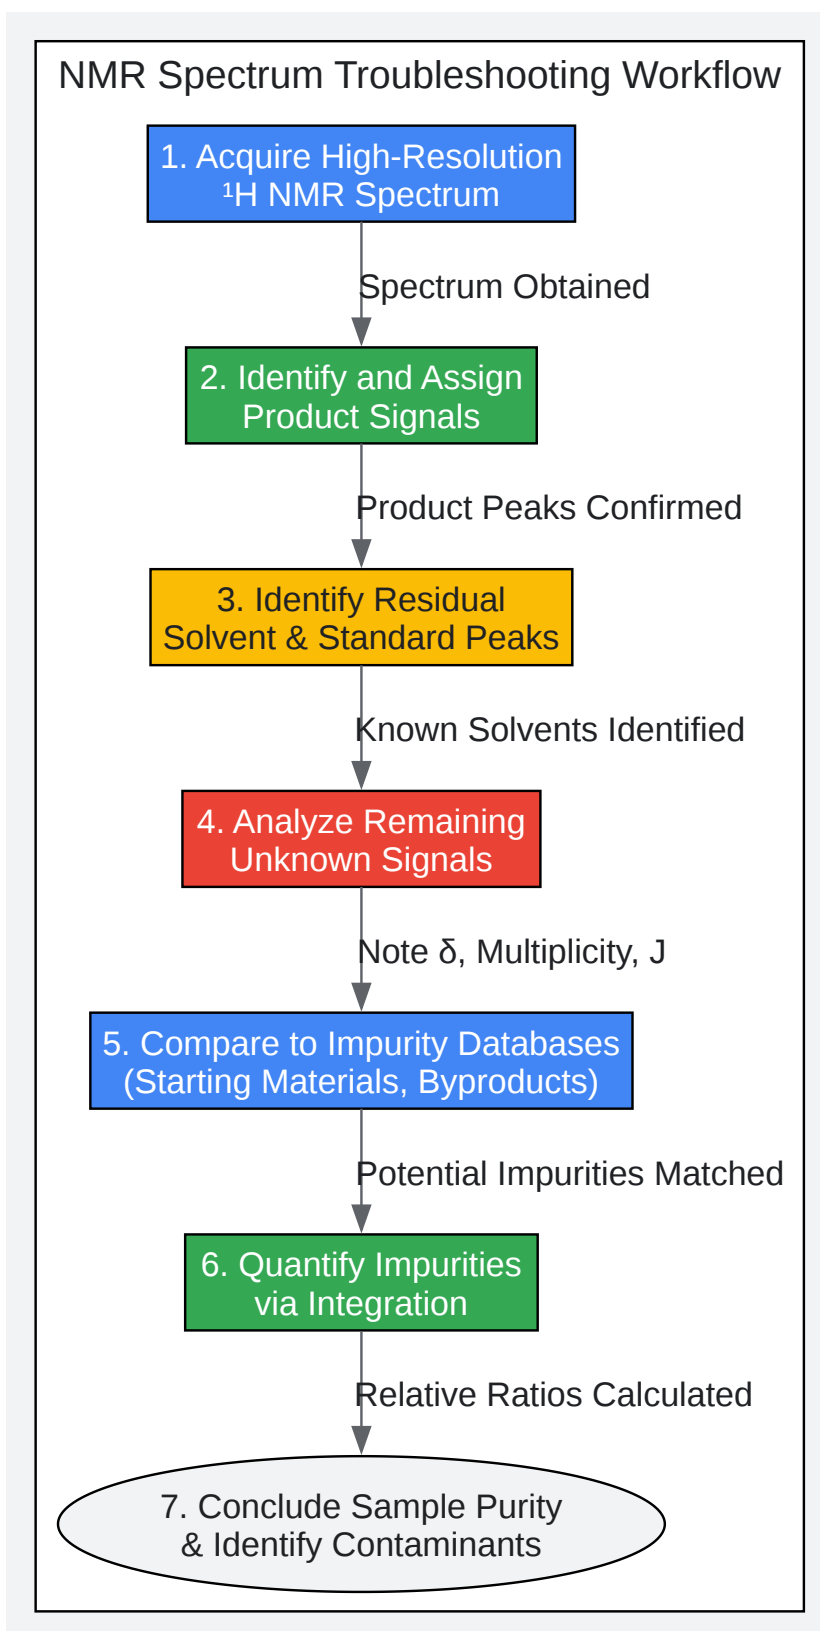 NMR Spectrum Troubleshooting Workflow
1. Acquire High-Resolution
¹H NMR Spectrum
Spectrum Obtained
2. Identify and Assign
Product Signals
Product Peaks Confirmed
3. Identify Residual
Solvent & Standard Peaks
Known Solvents Identified
4. Analyze Remaining
Unknown Signals
Note δ, Multiplicity, J
5. Compare to Impurity Databases
(Starting Materials, Byproducts)
Potential Impurities Matched
6. Quantify Impurities
via Integration
Relative Ratios Calculated
7. Conclude Sample Purity
& Identify Contaminants